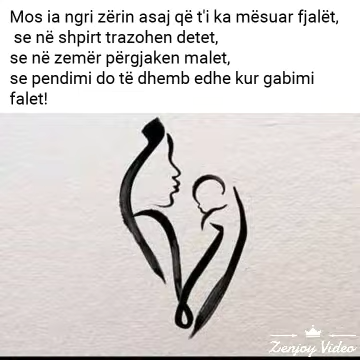 Mos ia ngri zërin asaj që t'i ka mësuar fjalët,
se në shpirt trazohen detet,
se në zemër përgjaken malet,
se pendimi do të dhemb edhe kur gabimi
falet!
Zenjoy Video